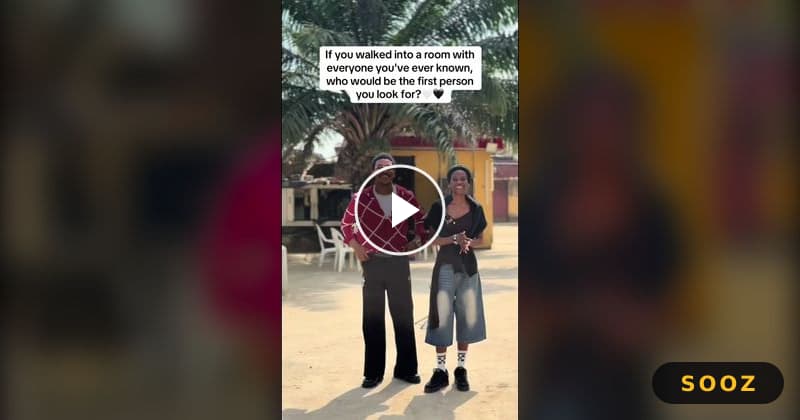 If you walked into a room with
everyone you've ever known,
who would be the first person
you look for?🤍🖤
SOOZ